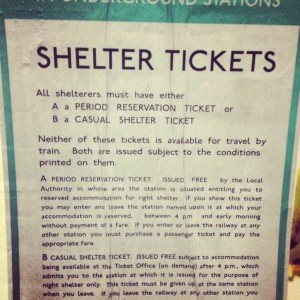 IN UNDERGROUND STATIONS
SHELTER TICKETS
All shelterers must have either
A a PERIOD RESERVATION TICKET or
B a CASUAL SHELTER TICKET
Neither of these tickets is available for travel by
train. Both are issued subject to the conditions
printed on them.
A PERIOD RESERVATION TICKET. ISSUED FREE by the Local
Authority in whose area the station is situated entitling you to
reserved accommodation for night shelter. If you show this ticket
you may enter and leave the station named upon it at which your
accommodation is reserved, between 4 p.m. and early morning
without payment of a fare. If you enter or leave the railway at any
other station you must purchase a passenger ticket and pay the
appropriate fare.
B CASUAL SHELTER TICKET. ISSUED FREE subject to accommodation
being available at the Ticket Office (on demand) after 4 p.m., which
admits you to the station at which it is issued for the purpose of
night shelter only. This ticket must be given up at the same station
when you leave. If you leave the railway at any other station you